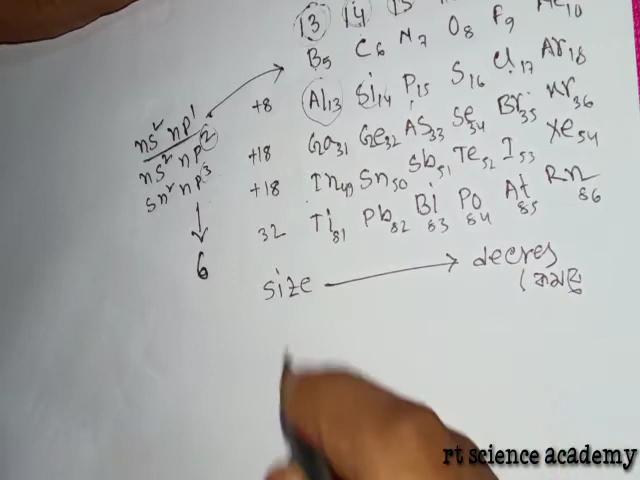 13 14 15
B5 C6 N7 O8 F9 Ne10
+8 Al13 Si14 P15 S16 Cl17 Ar18
+18 Ga31 Ge32 As33 Se34 Br35 Kr36
+18 In49 Sn50 Sb51 Te52 I53 Xe54
32 Ti81 Pb82 Bi83 Po84 At85 Rn86
ns² np¹
ns² np²
sn² np³
6
size → decres
rt science academy